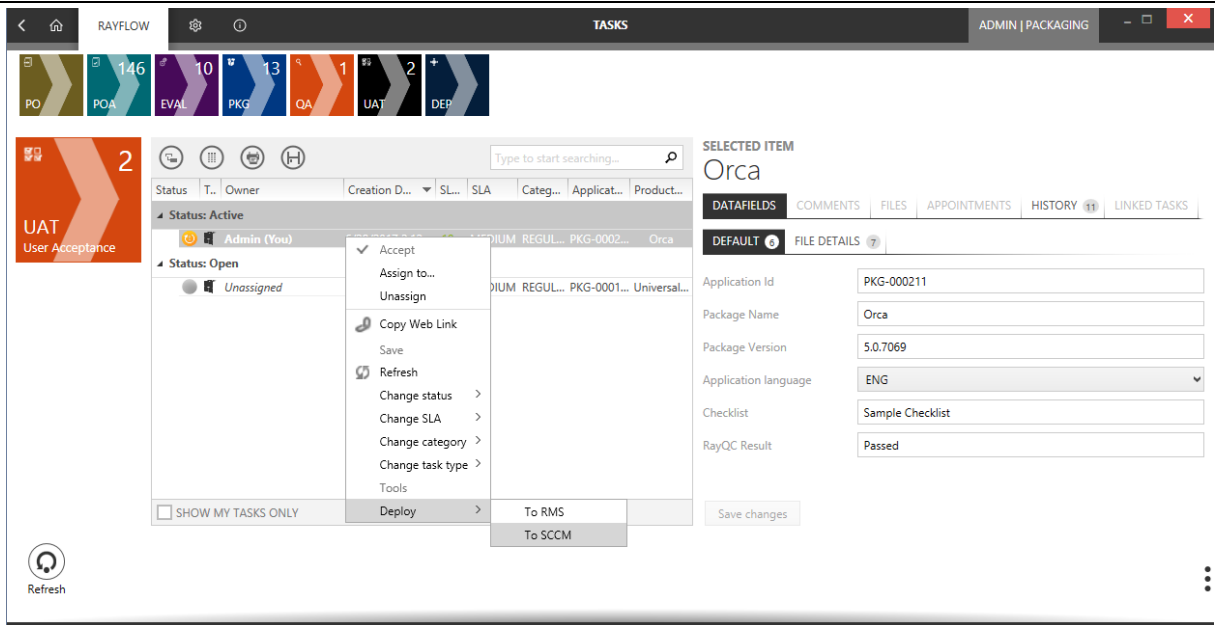 RAYFLOW
TASKS
ADMIN | PACKAGING
PO
146
POA
10
EVAL
13
PKG
1
QA
2
UAT
DEP
2
UAT
User Acceptance
Type to start searching...
Status T.. Owner Creation D... SL... SLA Categ... Applicat... Product...
Status: Active
Admin (You) MEDIUM REGUL... PKG-0002... Orca
Status: Open
Unassigned DIUM REGUL... PKG-0001... Universal...
Accept
Assign to...
Unassign
Copy Web Link
Save
Refresh
Change status
Change SLA
Change category
Change task type
Tools
Deploy
To RMS
To SCCM
SHOW MY TASKS ONLY
Refresh
SELECTED ITEM
Orca
DATAFIELDS COMMENTS FILES APPOINTMENTS HISTORY 11 LINKED TASKS
DEFAULT 6 FILE DETAILS 7
Application Id PKG-000211
Package Name Orca
Package Version 5.0.7069
Application language ENG
Checklist Sample Checklist
RayQC Result Passed
Save changes